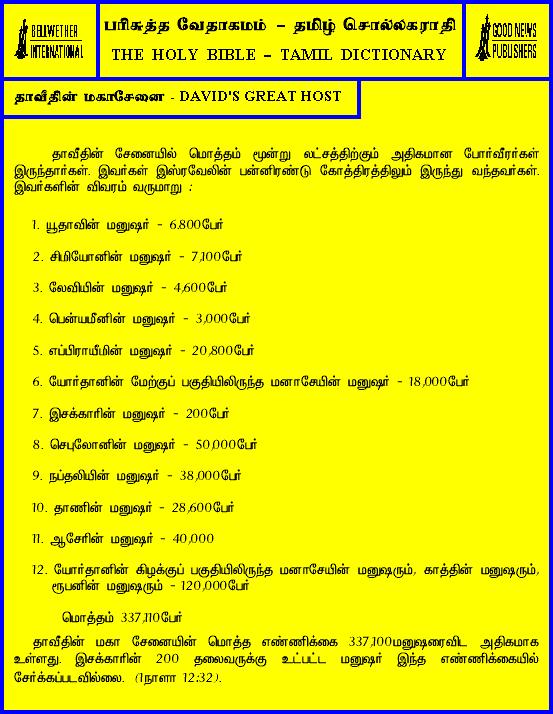 BELLWETHER
INTERNATIONAL
பரிசுத்த வேதாகமம் – தமிழ் சொல்லகராதி
THE HOLY BIBLE – TAMIL DICTIONARY
GOOD NEWS
PUBLISHERS
தாவீதின் மகாசேனை - DAVID'S GREAT HOST
தாவீதின் சேனையில் மொத்தம் மூன்று லட்சத்திற்கும் அதிகமான போர்வீரர்கள்
இருந்தார்கள். இவர்கள் இஸ்ரவேலின் பன்னிரண்டு கோத்திரத்திலும் இருந்து வந்தவர்கள்.
இவர்களின் விவரம் வருமாறு :
1. யூதாவின் மனுஷர் - 6.800பேர்
2. சிமியோனின் மனுஷர் - 7,100பேர்
3. லேவியின் மனுஷர் - 4,600பேர்
4. பென்யமீனின் மனுஷர் - 3,000பேர்
5. எப்பிராயீமின் மனுஷர் - 20,800பேர்
6. யோர்தானின் மேற்குப் பகுதியிலிருந்த மனாசேயின் மனுஷர் - 18,000பேர்
7. இசக்காரின் மனுஷர் - 200பேர்
8. செபுலோனின் மனுஷர் - 50,000பேர்
9. நப்தலியின் மனுஷர் - 38,000பேர்
10. தாணின் மனுஷர் - 28,600பேர்
11. ஆசேரின் மனுஷர் - 40,000
12. யோர்தானின் கிழக்குப் பகுதியிலிருந்த மனாசேயின் மனுஷரும், காத்தின் மனுஷரும்,
ரூபனின் மனுஷரும் - 120,000பேர்
மொத்தம் 337,110பேர்
தாவீதின் மகா சேனையின் மொத்த எண்ணிக்கை 337,100மனுஷரைவிட அதிகமாக
உள்ளது. இசக்காரின் 200 தலைவருக்கு உட்பட்ட மனுஷர் இந்த எண்ணிக்கையில்
சேர்க்கப்படவில்லை. (1நாளா 12:32).